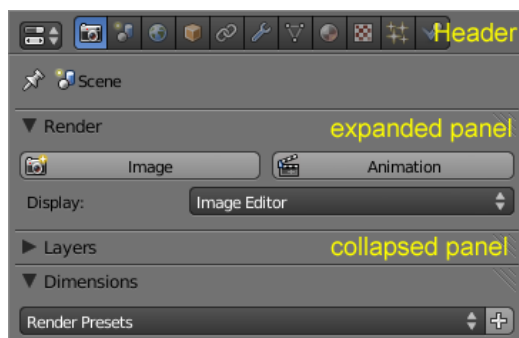 Header
Scene
Render
expanded panel
Image
Animation
Display:
Image Editor
Layers
collapsed panel
Dimensions
Render Presets